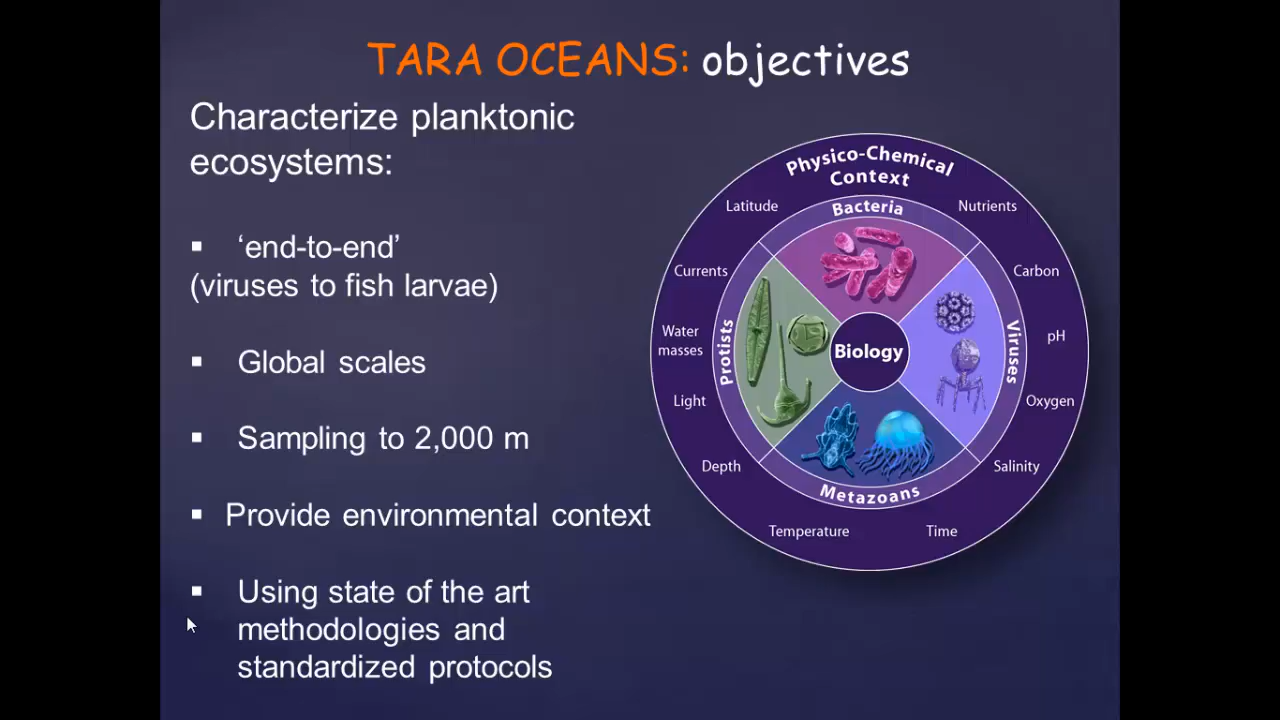 TARA OCEANS: objectives
Characterize planktonic
ecosystems:
▪ ‘end-to-end’
(viruses to fish larvae)
▪ Global scales
▪ Sampling to 2,000 m
▪ Provide environmental context
▪ Using state of the art
methodologies and
standardized protocols
Physico-Chemical
Context
Latitude
Nutrients
Bacteria
Currents
Carbon
Water
masses
Protists
Biology
Viruses
pH
Light
Oxygen
Depth
Salinity
Metazoans
Temperature
Time